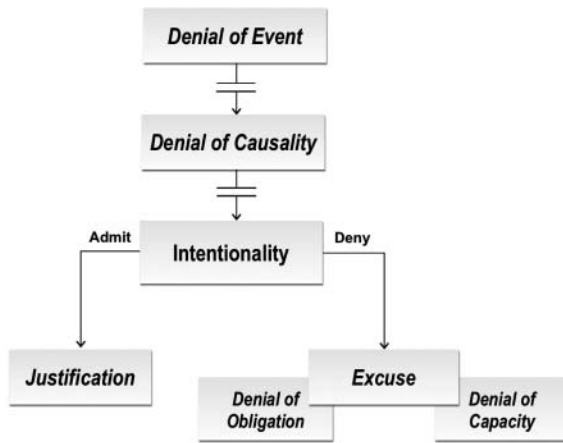 Denial of Event
Denial of Causality
Admit
Intentionality
Deny
Justification
Excuse
Denial of
Obligation
Denial of
Capacity